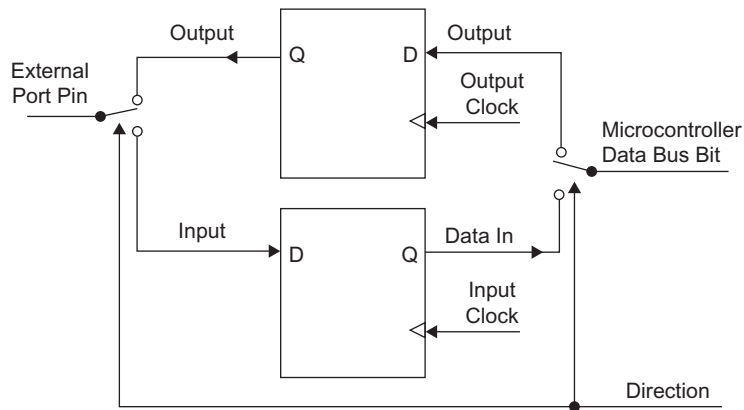 Output
Output
Q
D
External
Port Pin
Output
Clock
Microcontroller
Data Bus Bit
Input
Data In
D
Q
Input
Clock
Direction